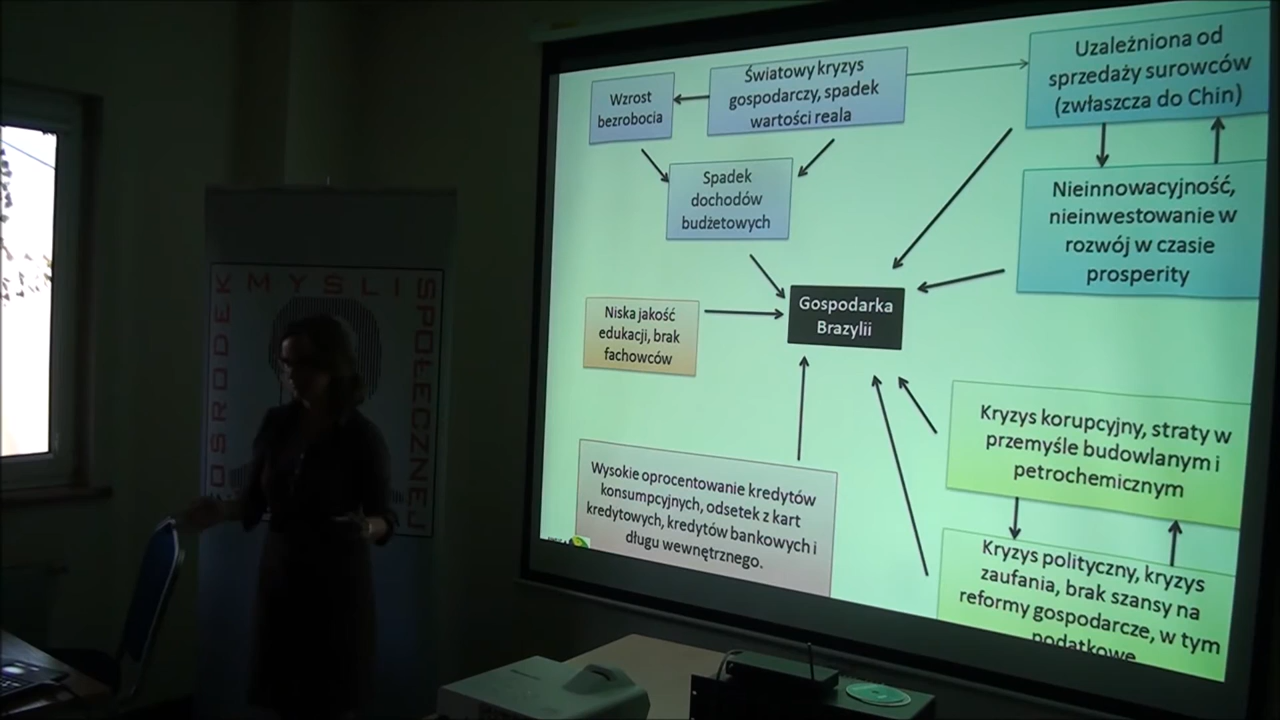 Wzrost
bezrobocia
Światowy kryzys
gospodarczy, spadek
wartości reala
Uzależniona od
sprzedaży surowców
(zwłaszcza do Chin)
Spadek
dochodów
budżetowych
Nieinnowacyjność,
nieinwestowanie w
rozwój w czasie
prosperity
Gospodarka
Brazylii
Niska jakość
edukacji, brak
fachowców
Wysokie oprocentowanie kredytów
konsumpcyjnych, odsetek z kart
kredytowych, kredytów bankowych i
długu wewnętrznego.
Kryzys korupcyjny, straty w
przemyśle budowlanym i
petrochemicznym
Kryzys polityczny, kryzys
zaufania, brak szansy na
reformy gospodarcze, w tym
podatkowe
OŚRODEK
MYŚLI
SPOŁECZNEJ